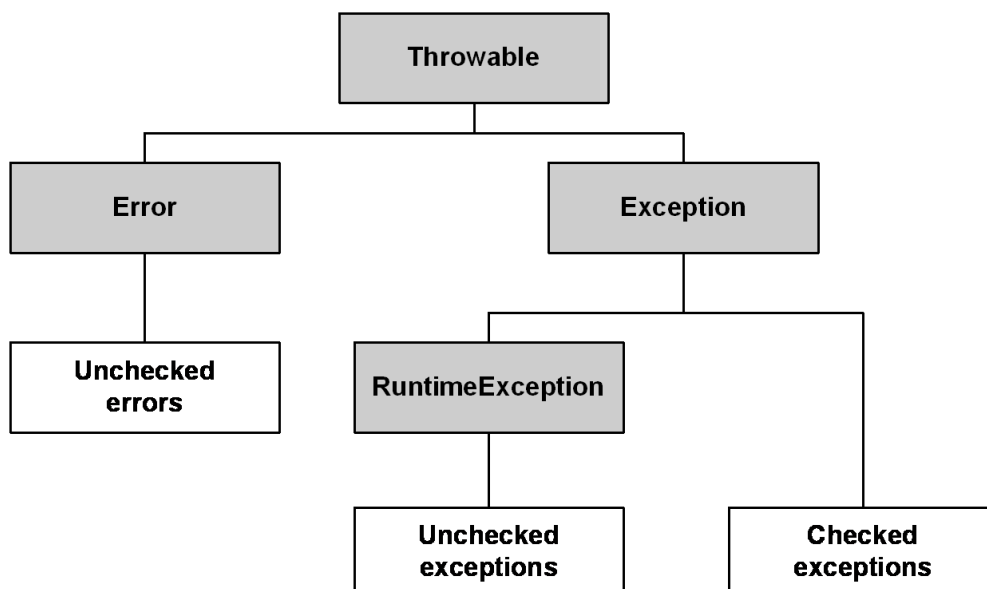 Throwable
Error
Exception
Unchecked
errors
RuntimeException
Unchecked
exceptions
Checked
exceptions